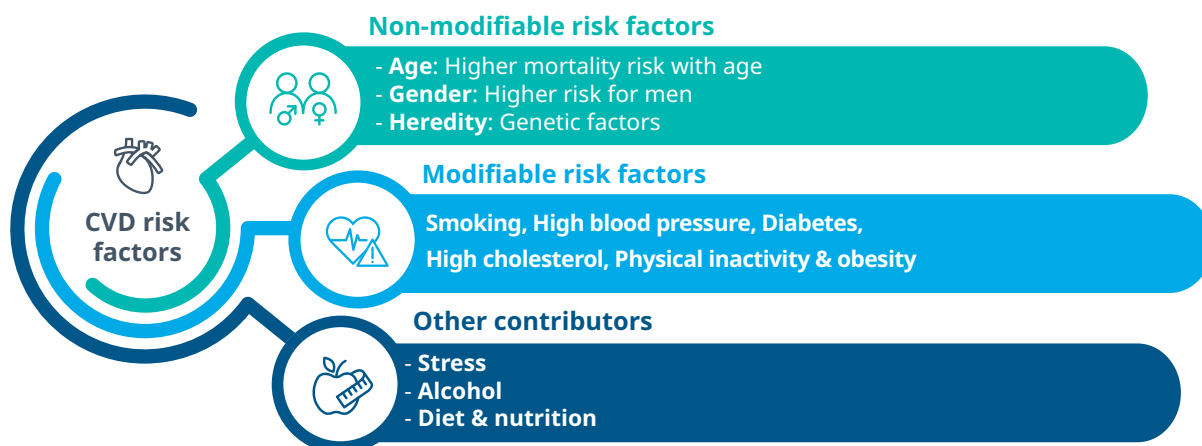 Non-modifiable risk factors
- Age: Higher mortality risk with age
- Gender: Higher risk for men
- Heredity: Genetic factors
CVD risk
factors
Modifiable risk factors
Smoking, High blood pressure, Diabetes,
High cholesterol, Physical inactivity & obesity
Other contributors
- Stress
- Alcohol
- Diet & nutrition